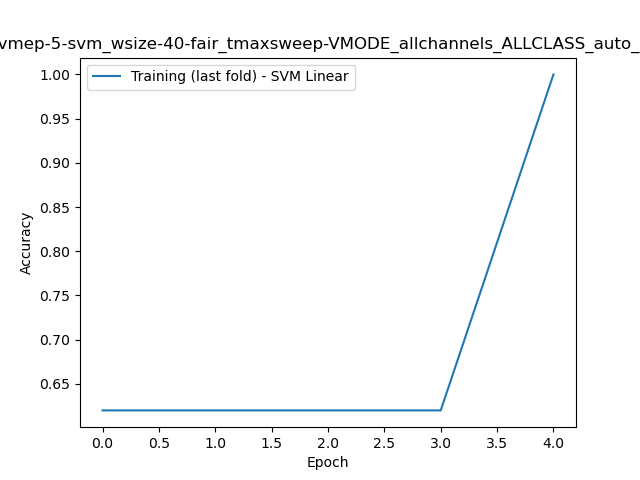 vmep-5-svm_wsize-40-fair_tmaxsweep-VMODE_allchannels_ALLCLASS_auto_
Training (last fold) - SVM Linear
1.00
0.95
0.90
0.85
0.80
0.75
0.70
0.65
Accuracy
0.0 0.5 1.0 1.5 2.0 2.5 3.0 3.5 4.0
Epoch